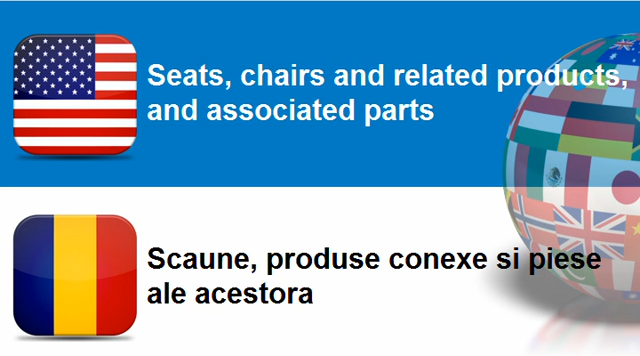 Seats, chairs and related products,
and associated parts
Scaune, produse conexe si piese
ale acestora